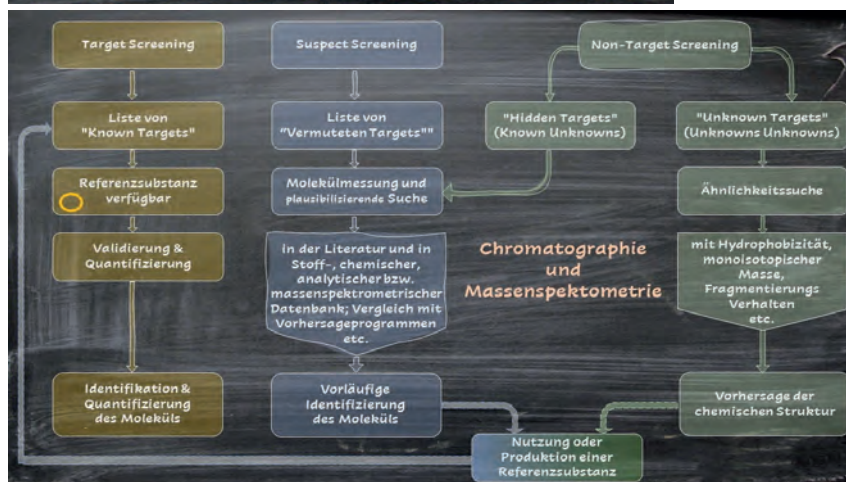 Target Screening
Suspect Screening
Non-Target Screening
Liste von
"Known Targets"
Liste von
"Vermuteten Targets""
"Hidden Targets"
(Known Unknowns)
"Unknown Targets"
(Unknowns Unknowns)
Referenzsubstanz
verfügbar
Molekülmessung und
plausibilizierende Suche
Ähnlichkeitssuche
Validierung &
Quantifizierung
in der Literatur und in
Stoff-, chemischer,
analytischer bzw.
massenspektrometrischer
Datenbank; Vergleich mit
Vorhersageprogrammen
etc.
Chromatographie
und
Massenspektometrie
mit Hydrophobizität,
monoisotopischer
Masse,
Fragmentierungs
Verhalten
etc.
Identifikation &
Quantifizierung
des Moleküls
Vorläufige
Identifizierung
des Moleküls
Vorhersage der
chemischen Struktur
Nutzung oder
Produktion einer
Referenzsubstanz